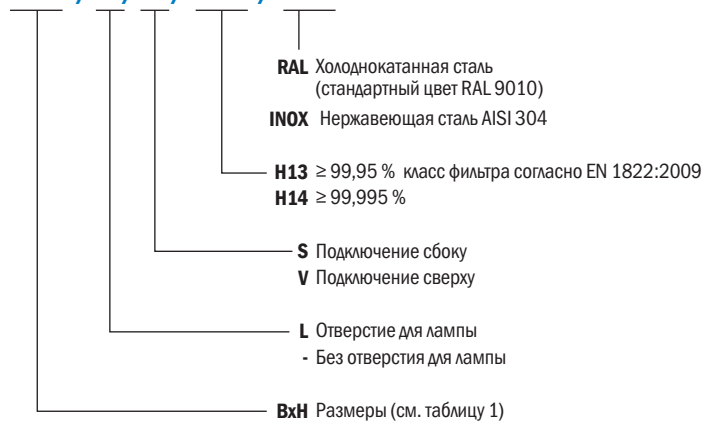 RAL Холоднокатанная сталь
(стандартный цвет RAL 9010)
INOX Нержавеющая сталь AISI 304
H13 ≥ 99,95 % класс фильтра согласно EN 1822:2009
H14 ≥ 99,995 %
S Подключение сбоку
V Подключение сверху
L Отверстие для лампы
- Без отверстия для лампы
BxH Размеры (см. таблицу 1)